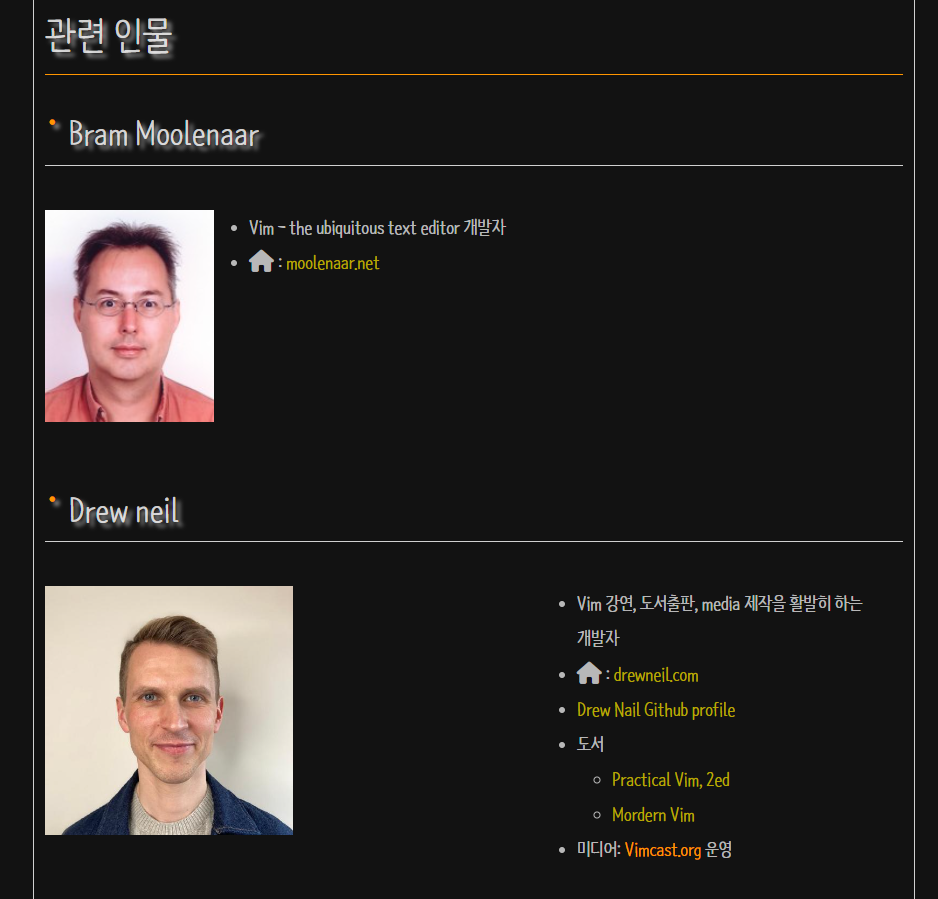 관련 인물
Bram Moolenaar
Vim - the ubiquitous text editor 개발자
: moolenaar.net
Drew neil
Vim 강연, 도서출판, media 제작을 활발히 하는
개발자
: drewneil.com
Drew Nail Github profile
도서
Practical Vim, 2ed
Mordern Vim
미디어: Vimcast.org 운영